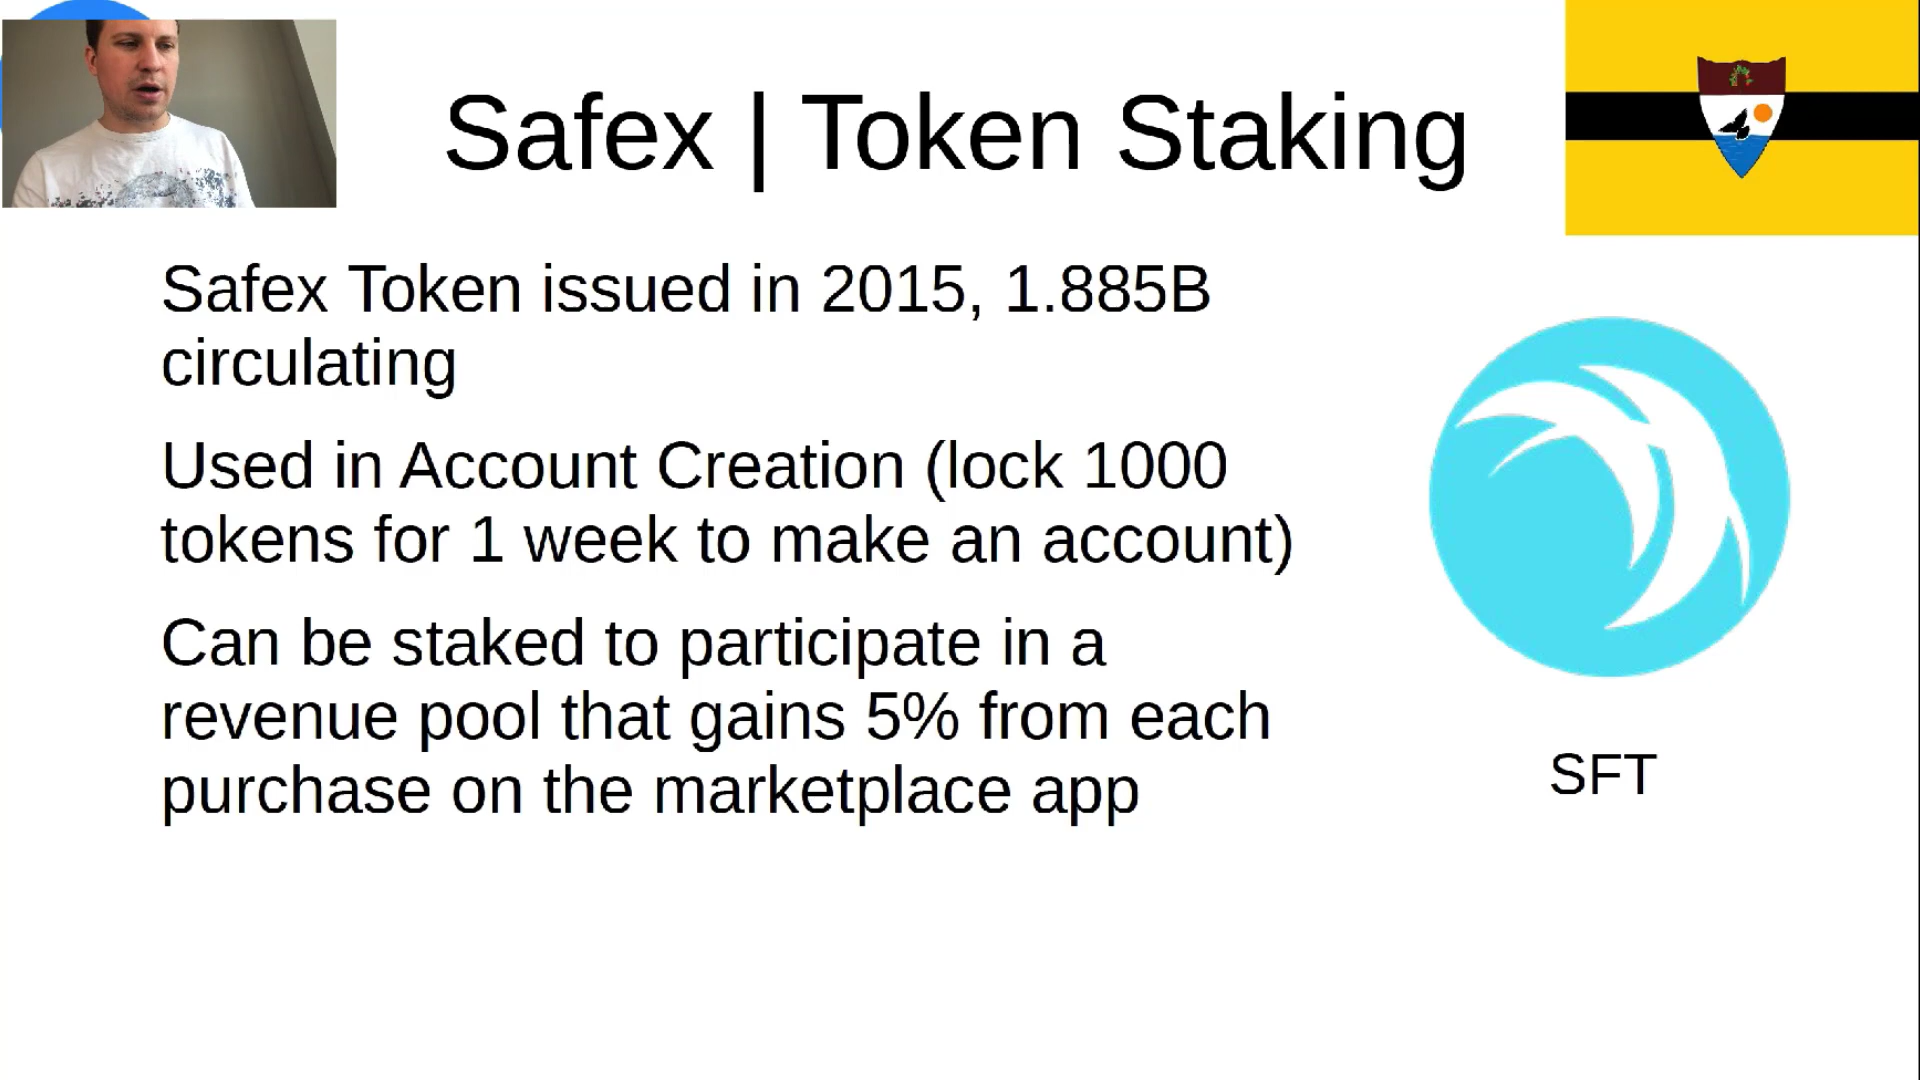 Safex | Token Staking
Safex Token issued in 2015, 1.885B
circulating
Used in Account Creation (lock 1000
tokens for 1 week to make an account)
Can be staked to participate in a
revenue pool that gains 5% from each
purchase on the marketplace app
SFT